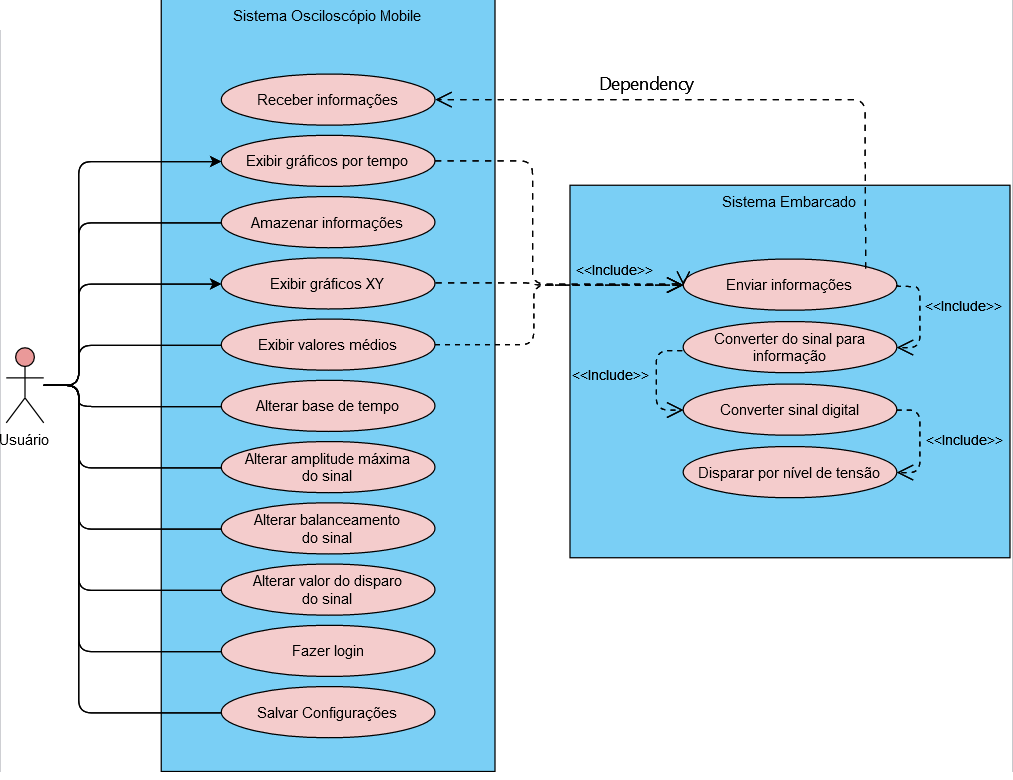 Sistema Osciloscópio Mobile
Receber informações
Exibir gráficos por tempo
Amazenar informações
Exibir gráficos XY
Exibir valores médios
Alterar base de tempo
Alterar amplitude máxima
do sinal
Alterar balanceamento
do sinal
Alterar valor do disparo
do sinal
Fazer login
Salvar Configurações
Usuário
Dependency
Sistema Embarcado
<<Include>>
Enviar informações
<<Include>>
Converter do sinal para
informação
<<Include>>
Converter sinal digital
<<Include>>
Disparar por nível de tensão